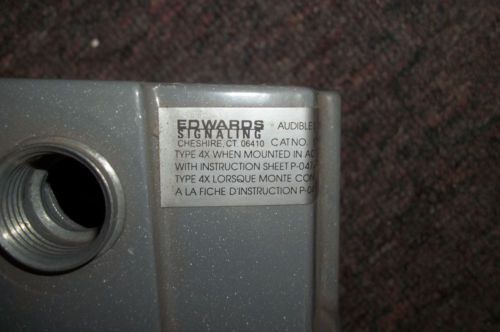 EDWARDS AUDIBLE
SIGNALING
CHESHIRE, CT 06410 CAT.NO.
TYPE 4X WHEN MOUNTED IN
WITH INSTRUCTION SHEET
TYPE 4X LORSQUE MONTE
A LA FICHE D'INSTRUCTION